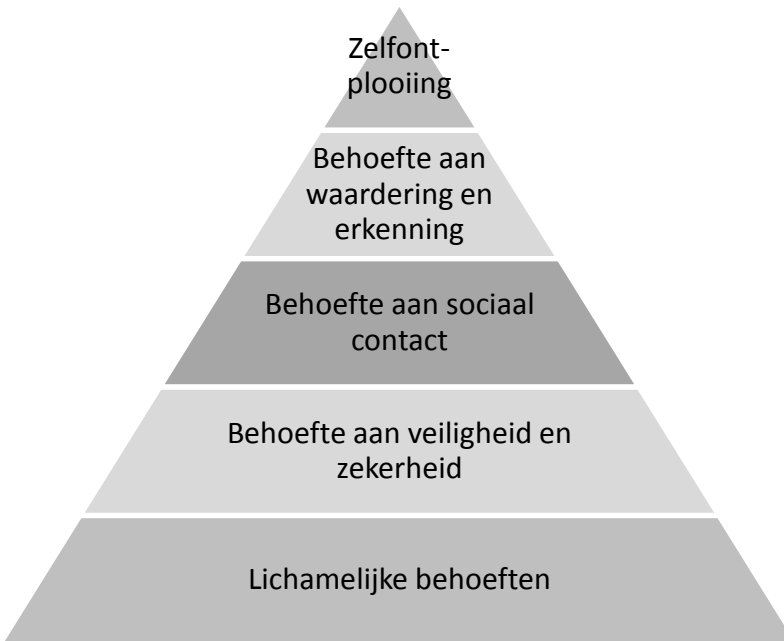 Zelfont-
plooiing
Behoefte aan
waardering en
erkenning
Behoefte aan sociaal
contact
Behoefte aan veiligheid en
zekerheid
Lichamelijke behoeften